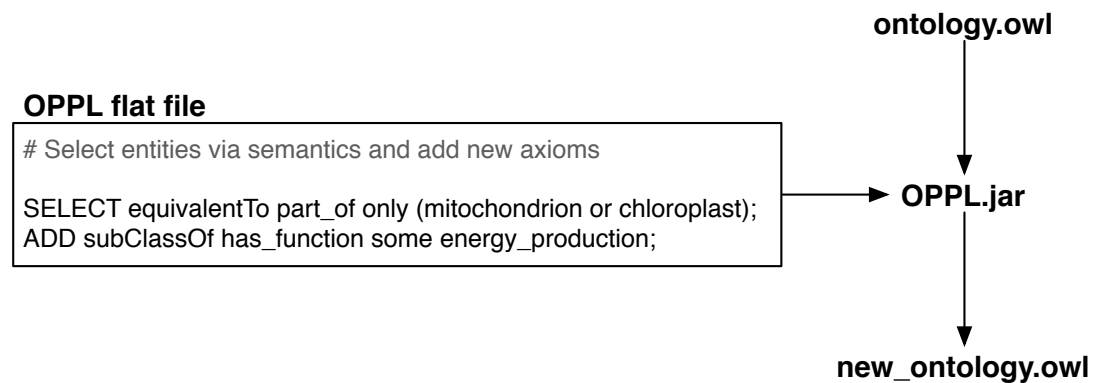 ontology.owl
OPPL flat file
# Select entities via semantics and add new axioms
SELECT equivalentTo part_of only (mitochondrion or chloroplast);
ADD subClassOf has_function some energy_production;
OPPL.jar
new_ontology.owl